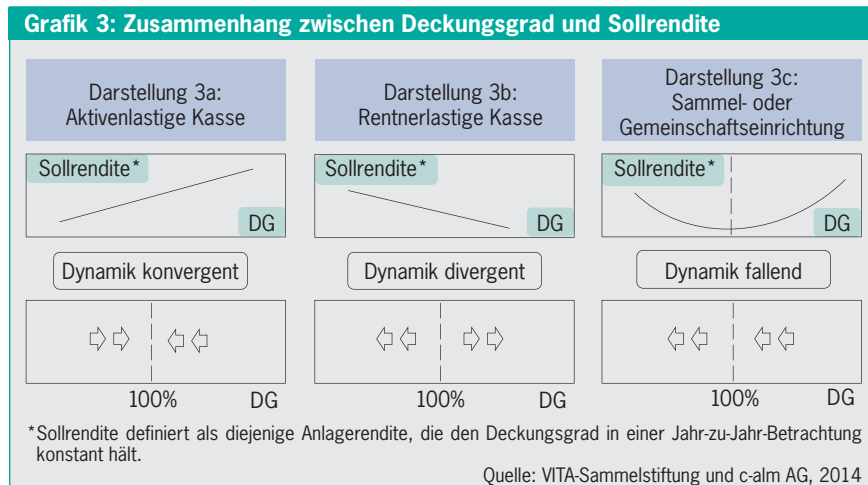 Grafik 3: Zusammenhang zwischen Deckungsgrad und Sollrendite
Darstellung 3a:
Aktivenlastige Kasse
Darstellung 3b:
Rentnerlastige Kasse
Darstellung 3c:
Sammel- oder
Gemeinschaftseinrichtung
Sollrendite*
DG
Sollrendite*
DG
Sollrendite*
DG
Dynamik konvergent
Dynamik divergent
Dynamik fallend
100% DG
100% DG
100% DG
*Sollrendite definiert als diejenige Anlagerendite, die den Deckungsgrad in einer Jahr-zu-Jahr-Betrachtung
konstant hält.
Quelle: VITA-Sammelstiftung und c-alm AG, 2014